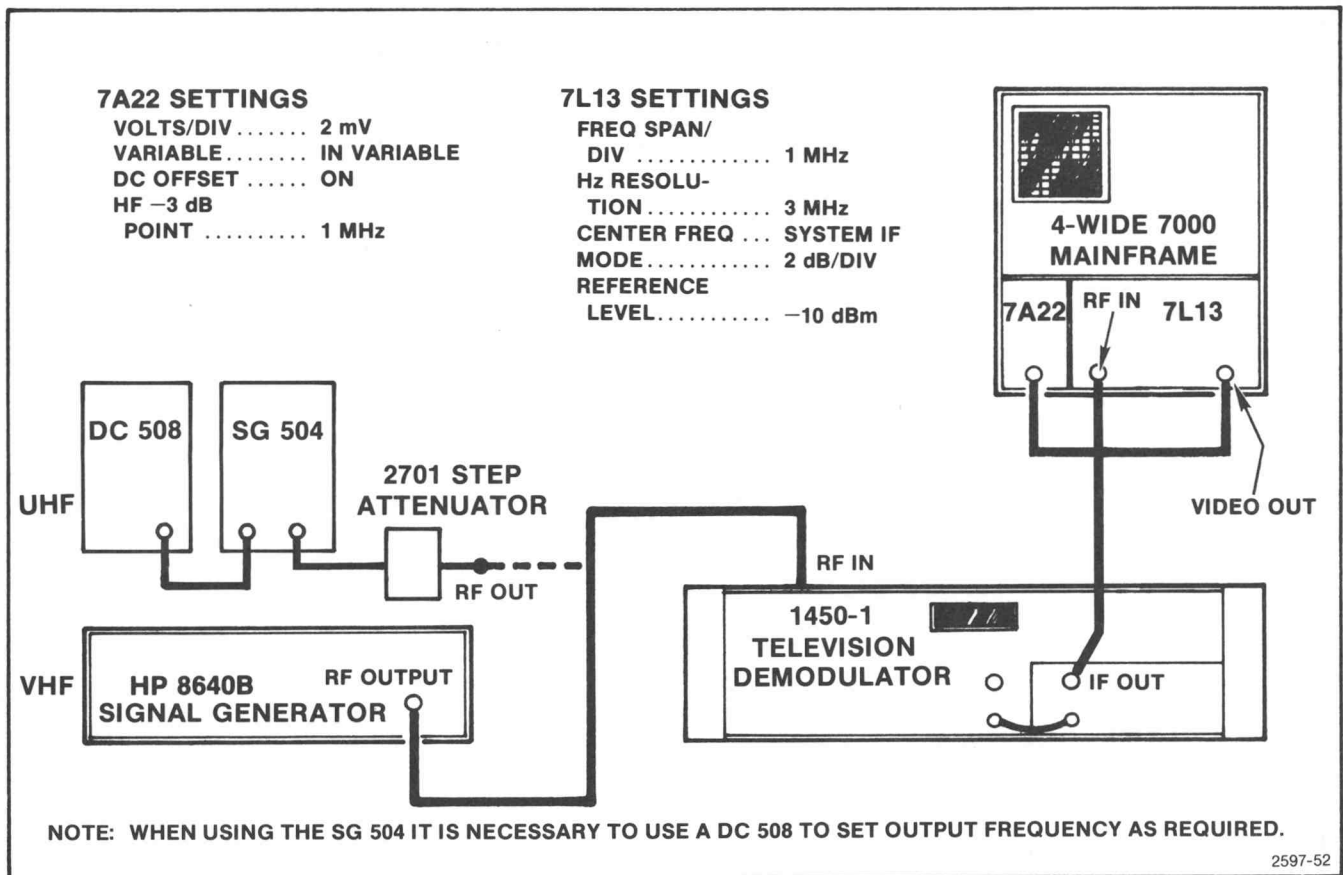 7A22 SETTINGS
VOLTS/DIV ....... 2 mV
VARIABLE ........ IN VARIABLE
DC OFFSET ...... ON
HF −3 dB
POINT .......... 1 MHz
7L13 SETTINGS
FREQ SPAN/
DIV ............. 1 MHz
Hz RESOLU-
TION ............ 3 MHz
CENTER FREQ ... SYSTEM IF
MODE ............ 2 dB/DIV
REFERENCE
LEVEL ........... −10 dBm
4-WIDE 7000
MAINFRAME
7A22
RF IN
7L13
VIDEO OUT
UHF
DC 508
SG 504
2701 STEP
ATTENUATOR
RF OUT
RF IN
1450-1
TELEVISION
DEMODULATOR
IF OUT
VHF
HP 8640B
SIGNAL GENERATOR
RF OUTPUT
NOTE: WHEN USING THE SG 504 IT IS NECESSARY TO USE A DC 508 TO SET OUTPUT FREQUENCY AS REQUIRED.
2597-52